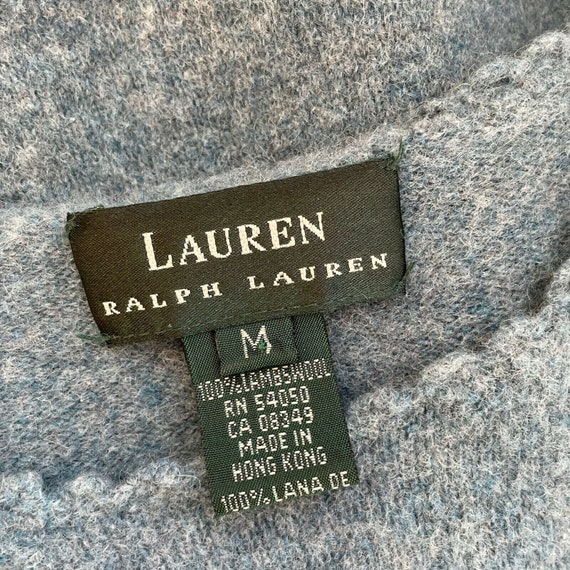 LAUREN
RALPH LAUREN
M
100% LAMBSWOOL
RN 54050
CA 08349
MADE IN
HONG KONG
100% LANA DE